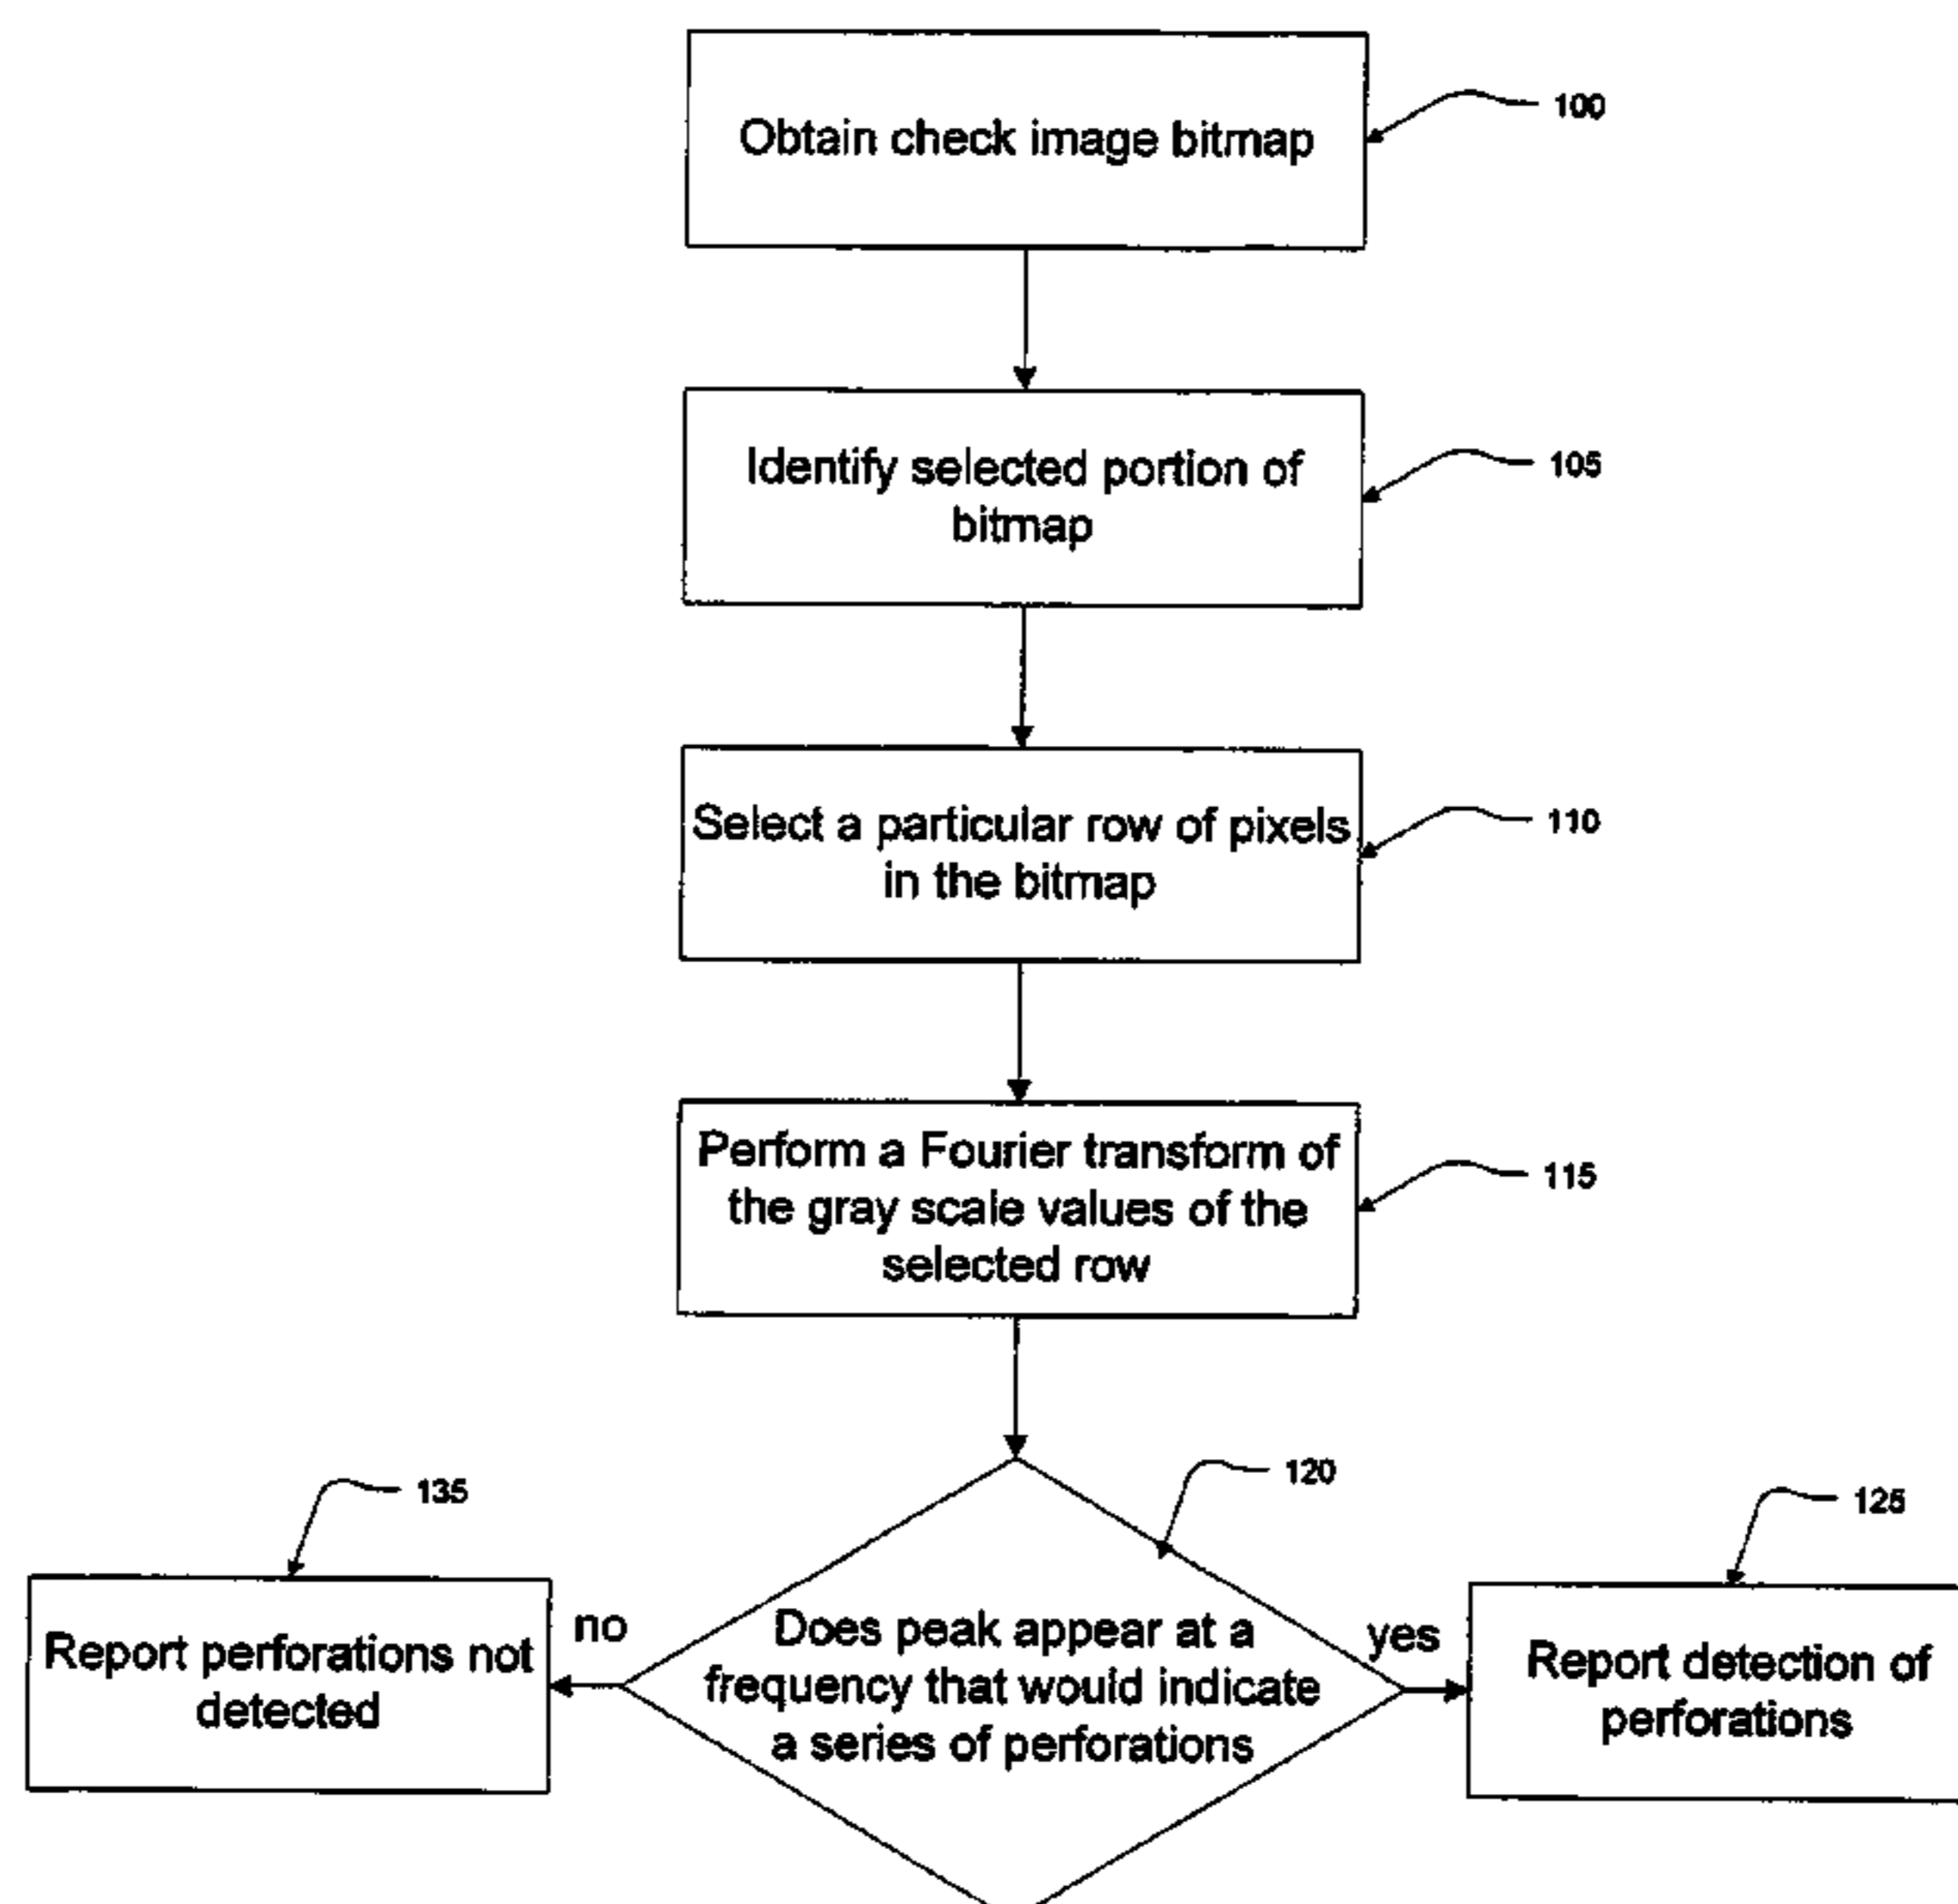 Obtain check image bitmap
100
Identify selected portion of
bitmap
105
Select a particular row of pixels
in the bitmap
110
Perform a Fourier transform of
the gray scale values of the
selected row
115
120
135
125
Report perforations not
detected
no
Does peak appear at a
frequency that would indicate
a series of perforations
yes
Report detection of
perforations